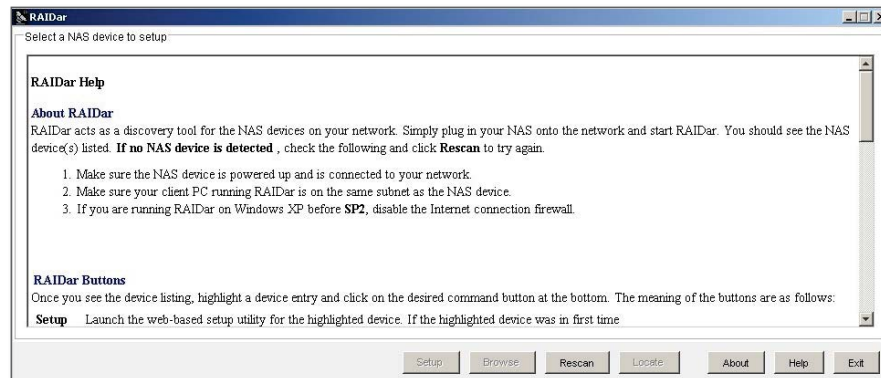 RAIDar
Select a NAS device to setup
RAIDar Help
About RAIDar
RAIDar acts as a discovery tool for the NAS devices on your network. Simply plug in your NAS onto the network and start RAIDar. You should see the NAS
device(s) listed. If no NAS device is detected , check the following and click Rescan to try again.
1. Make sure the NAS device is powered up and is connected to your network.
2. Make sure your client PC running RAIDar is on the same subnet as the NAS device.
3. If you are running RAIDar on Windows XP before SP2, disable the Internet connection firewall.
RAIDar Buttons
Once you see the device listing, highlight a device entry and click on the desired command button at the bottom. The meaning of the buttons are as follows:
Setup Launch the web-based setup utility for the highlighted device. If the highlighted device was in first time
Setup Browse Rescan Locate About Help Exit